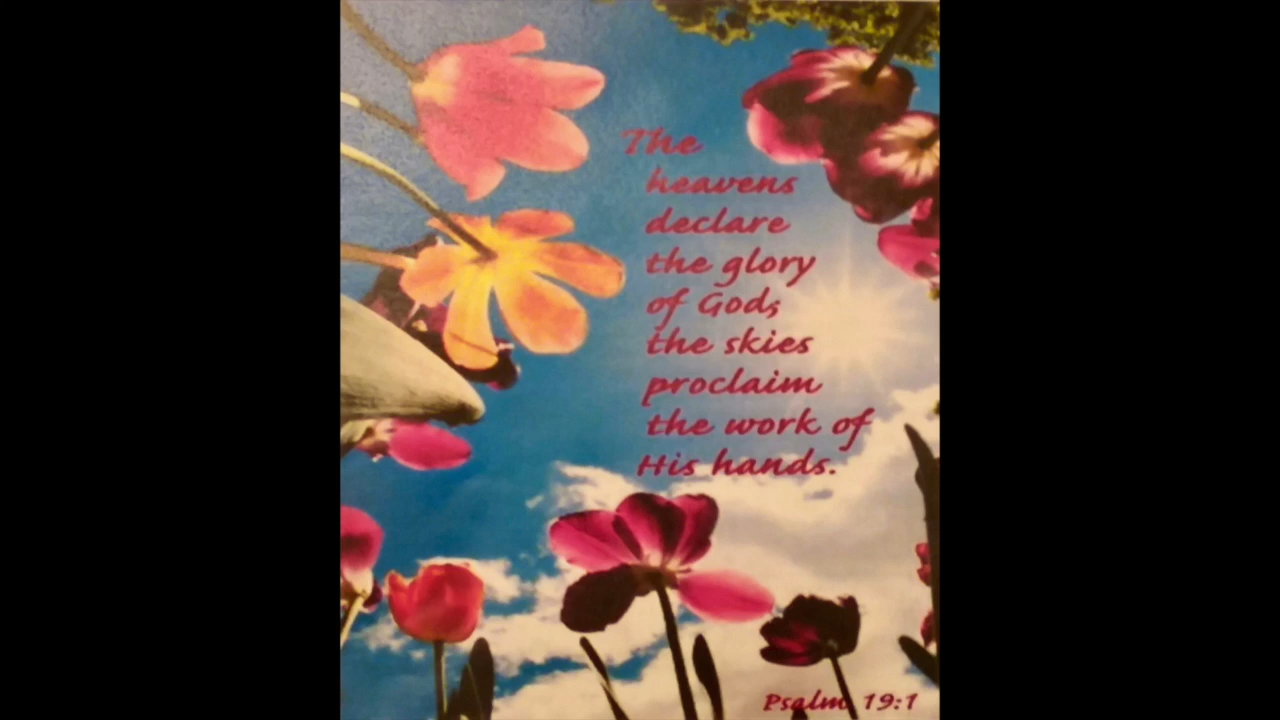 The
heavens
declare
the glory
of God;
the skies
proclaim
the work of
His hands.
Psalm 19:1